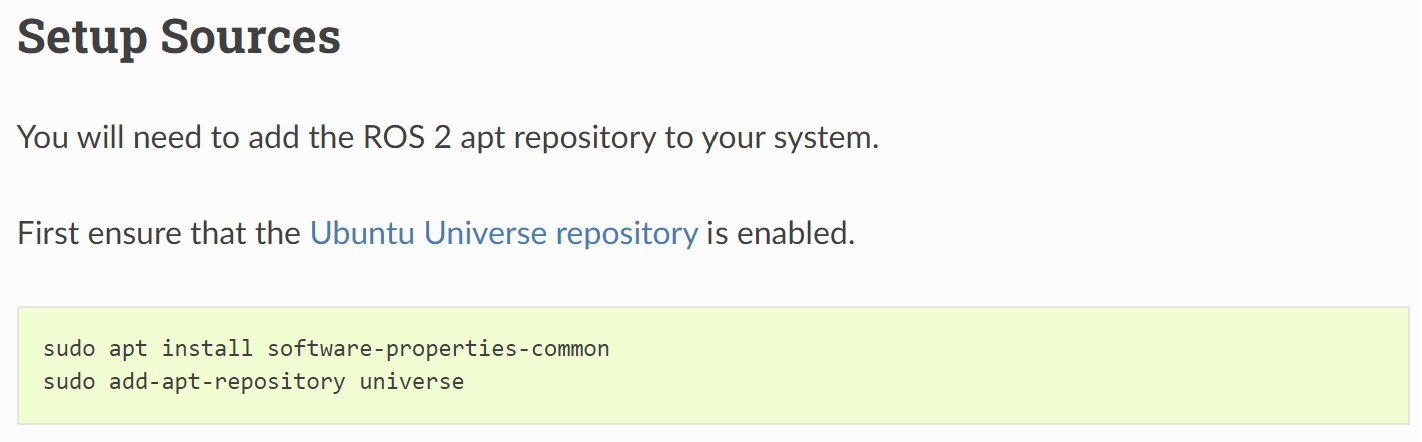 Setup Sources
You will need to add the ROS 2 apt repository to your system.
First ensure that the Ubuntu Universe repository is enabled.
sudo apt install software-properties-common
sudo add-apt-repository universe